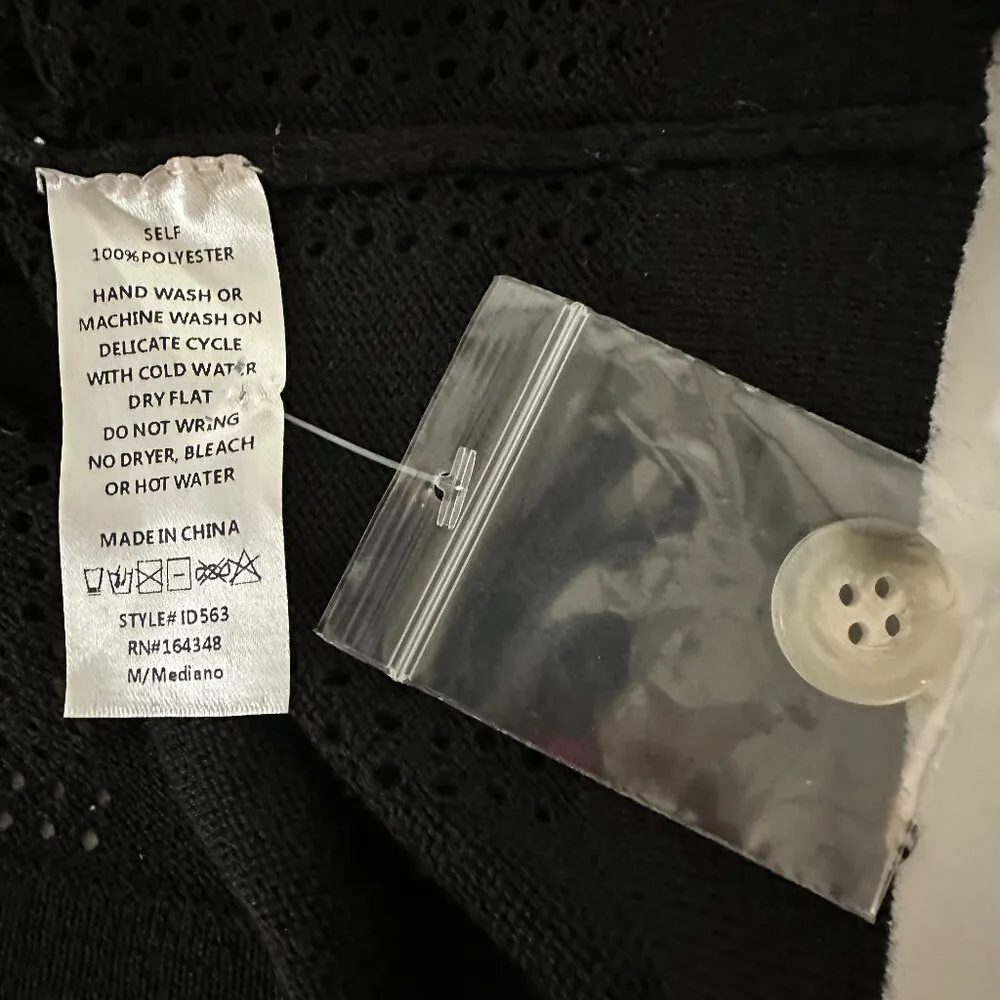 SELF
100%POLYESTER
HAND WASH OR
MACHINE WASH ON
DELICATE CYCLE
WITH COLD WATER
DRY FLAT
DO NOT WRING
NO DRYER, BLEACH
OR HOT WATER
MADE IN CHINA
STYLE# ID563
RN#164348
M/Mediano